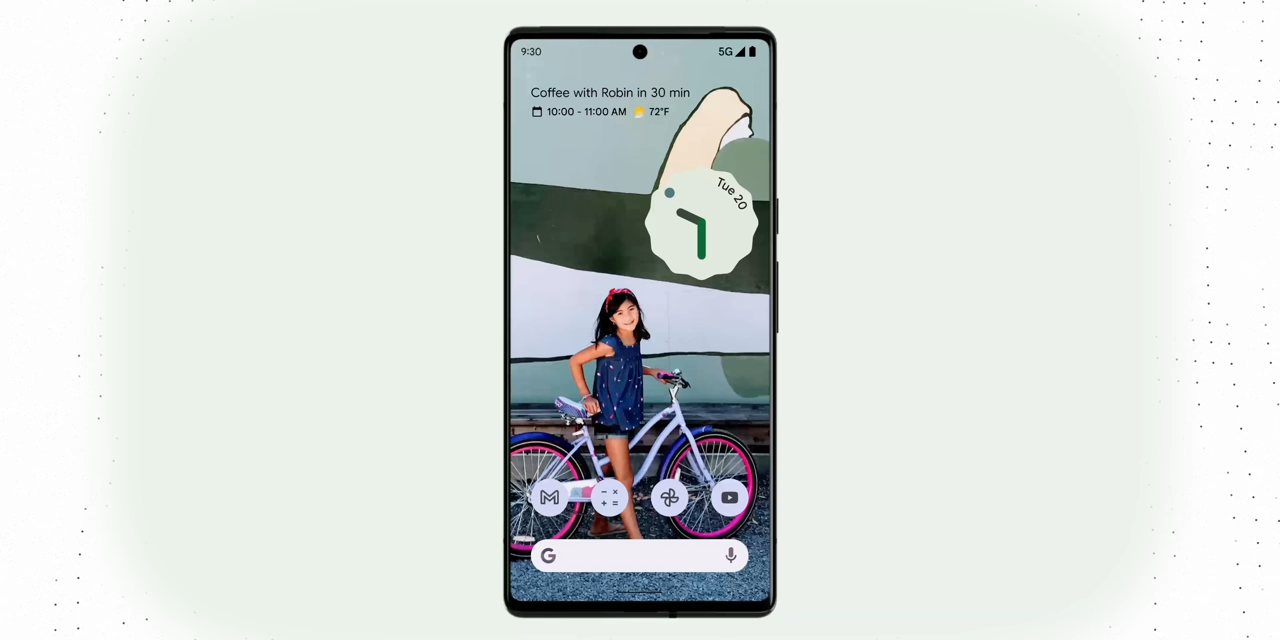 9:30
5G
Coffee with Robin in 30 min
10:00 - 11:00 AM 72°F
Tue 20
G